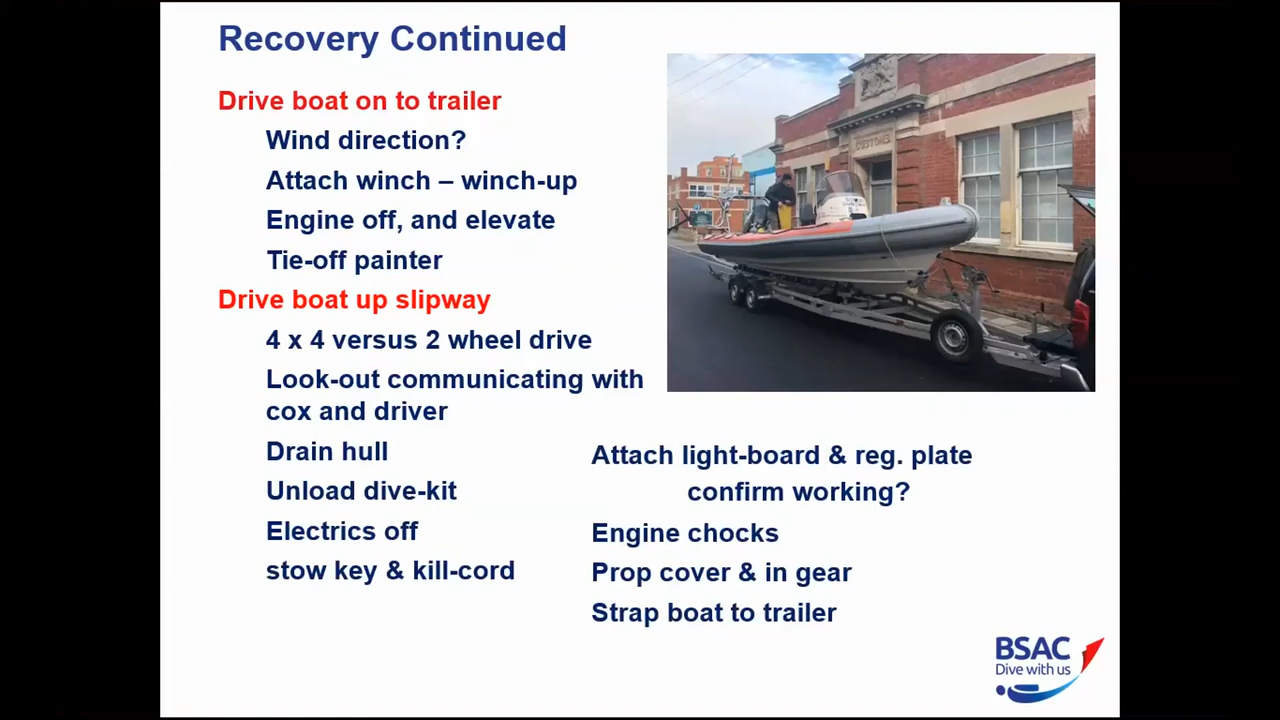 Recovery Continued
Drive boat on to trailer
Wind direction?
Attach winch – winch-up
Engine off, and elevate
Tie-off painter
Drive boat up slipway
4 x 4 versus 2 wheel drive
Look-out communicating with
cox and driver
Drain hull
Unload dive-kit
Electrics off
stow key & kill-cord
CUSTOMS
Attach light-board & reg. plate
confirm working?
Engine chocks
Prop cover & in gear
Strap boat to trailer
BSAC
Dive with us